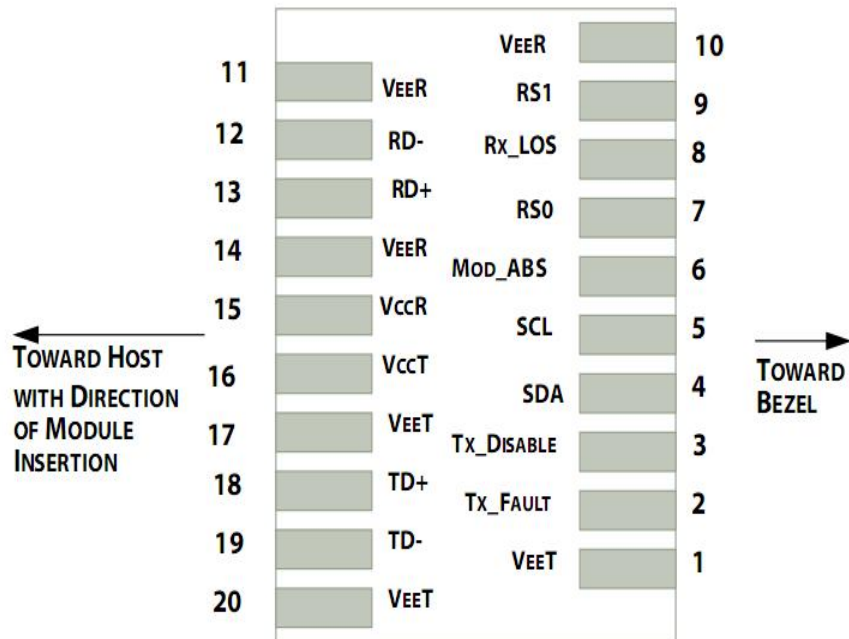 11
VEER
12
RD-
13
RD+
14
VEER
15
VCCR
16
VCCT
17
VEET
18
TD+
19
TD-
20
VEET
VEER
10
RS1
9
RX_LOS
8
RS0
7
MOD_ABS
6
SCL
5
SDA
4
TX_DISABLE
3
TX_FAULT
2
VEET
1
TOWARD HOST
WITH DIRECTION
OF MODULE
INSERTION
TOWARD
BEZEL